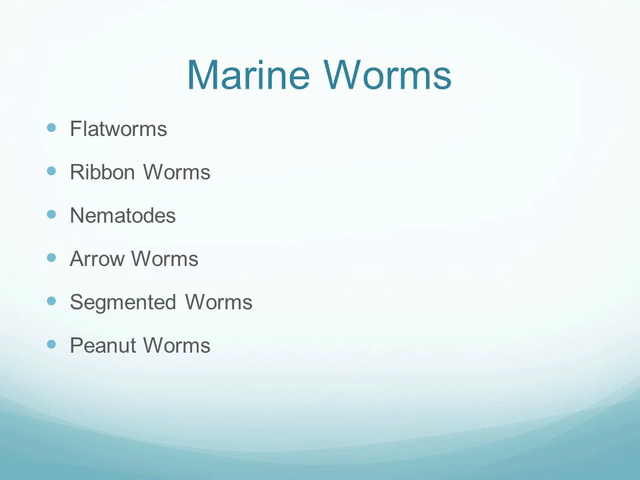 Marine Worms
Flatworms
Ribbon Worms
Nematodes
Arrow Worms
Segmented Worms
Peanut Worms